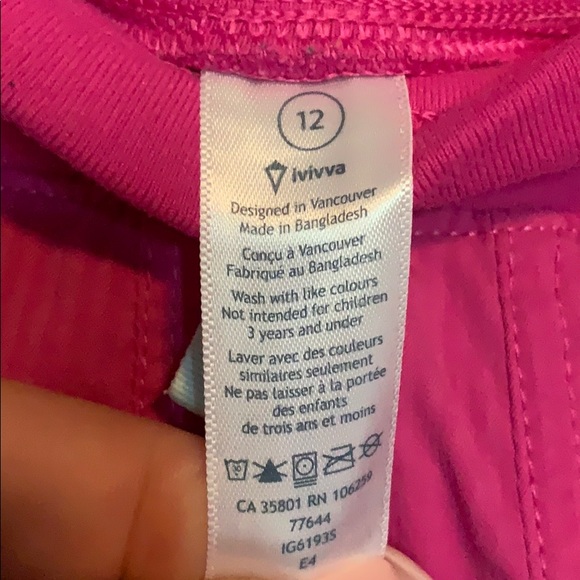 12
ivivva
Designed in Vancouver
Made in Bangladesh
Conçu à Vancouver
Fabriqué au Bangladesh
Wash with like colours
Not intended for children
3 years and under
Laver avec des couleurs
similaires seulement
Ne pas laisser à la portée
des enfants
de trois ans et moins
30
CA 35801 RN 106259
77644
IG6193S
E4